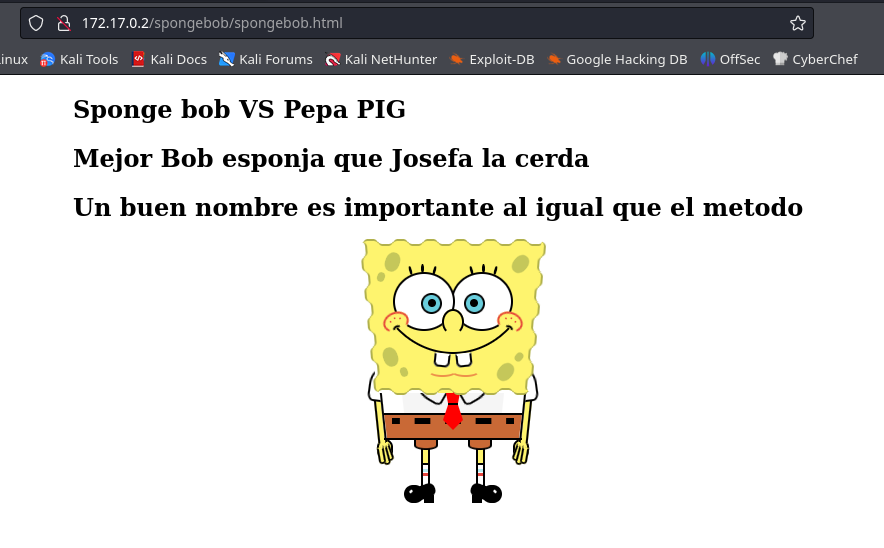 172.17.0.2/spongebob/spongebob.html
inux Kali Tools Kali Docs Kali Forums Kali NetHunter Exploit-DB Google Hacking DB OffSec CyberChef
Sponge bob VS Pepa PIG
Mejor Bob esponja que Josefa la cerda
Un buen nombre es importante al igual que el metodo